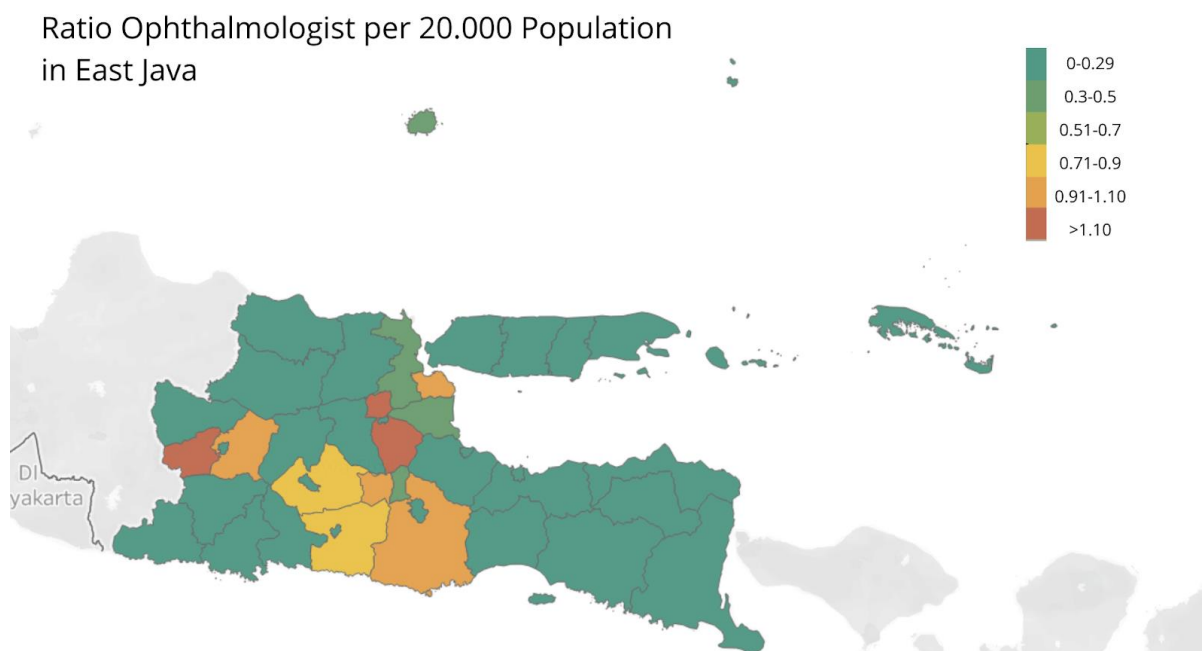 Ratio Ophthalmologist per 20.000 Population
in East Java
0-0.29
0.3-0.5
0.51-0.7
0.71-0.9
0.91-1.10
>1.10
DI
yakarta